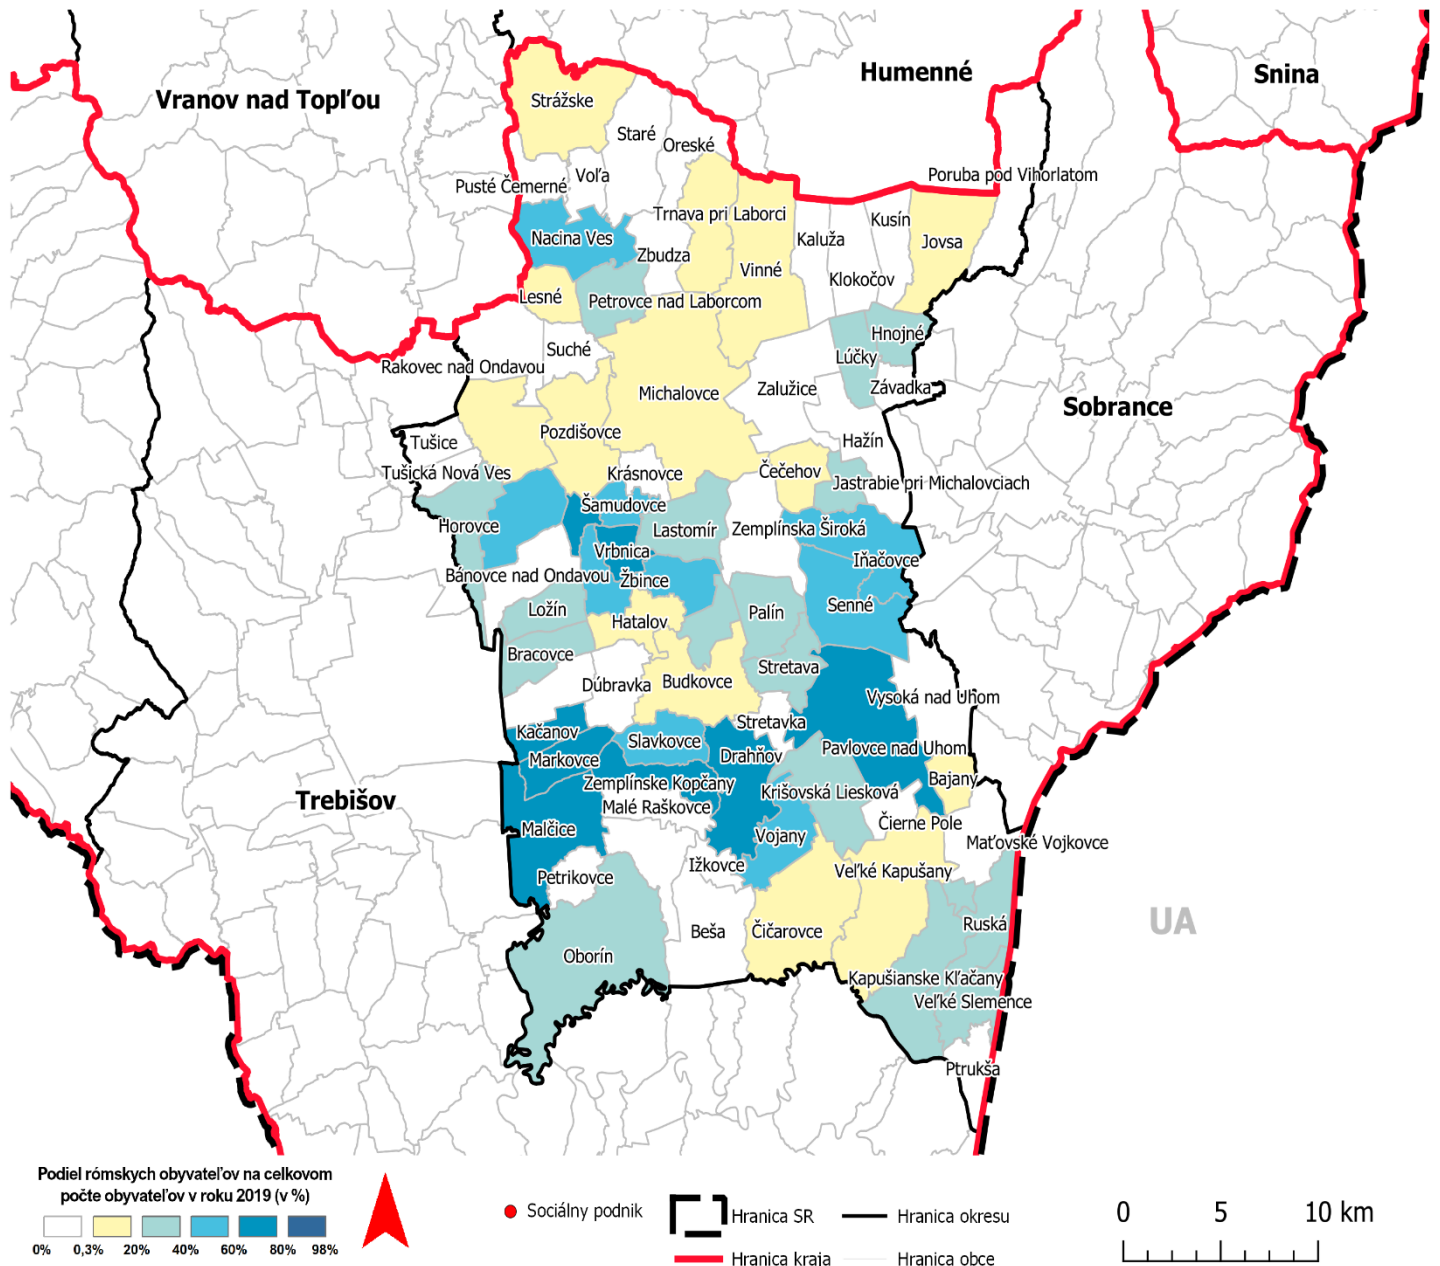 Humenné
Snina
Vranov nad Topľou
Strážske
Staré
Oreské
Voľa
Pusté Čemerné
Poruba pod Vihorlatom
Trnava pri Laborci
Kusín
Nacina Ves
Kaluža
Jovsa
Zbudza
Vinné
Klokočov
Lesné
Petrovce nad Laborcom
Hnojné
Suché
Lúčky
Rakovec nad Ondavou
Michalovce
Zalužice
Závadka
Sobrance
Pozdišovce
Tušice
Hažín
Tušická Nová Ves
Krásnovce
Čečehov
Jastrabie pri Michalovciach
Šamudovce
Horovce
Lastomír
Zemplínska Široká
Vrbnica
Iňačovce
Bánovce nad Ondavou
Žbince
Ložín
Hatalov
Palín
Senné
Bracovce
Stretava
Dúbravka
Budkovce
Vysoká nad Uhom
Stretavka
Kačanov
Slavkovce
Pavlovce nad Uhom
Markovce
Drahňov
Bajany
Zemplínske Kopčany
Krišovská Liesková
Trebišov
Malé Raškovce
Čierne Pole
Malčice
Vojany
Maťovské Vojkovce
Ižkovce
Veľké Kapušany
Petrikovce
Ruská
UA
Beša
Čičarovce
Oborín
Kapušianske Kľačany
Veľké Slemence
Ptrukša
Podiel rómskych obyvateľov na celkovom
počte obyvateľov v roku 2019 (v %)
0% 0,3% 20% 40% 60% 80% 98%
Sociálny podnik
Hranica SR
Hranica okresu
Hranica kraja
Hranica obce
0 5 10 km